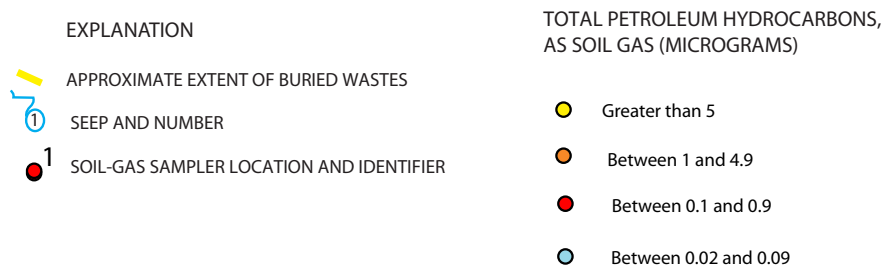 EXPLANATION
APPROXIMATE EXTENT OF BURIED WASTES
1
SEEP AND NUMBER
1
SOIL-GAS SAMPLER LOCATION AND IDENTIFIER
TOTAL PETROLEUM HYDROCARBONS,
AS SOIL GAS (MICROGRAMS)
Greater than 5
Between 1 and 4.9
Between 0.1 and 0.9
Between 0.02 and 0.09